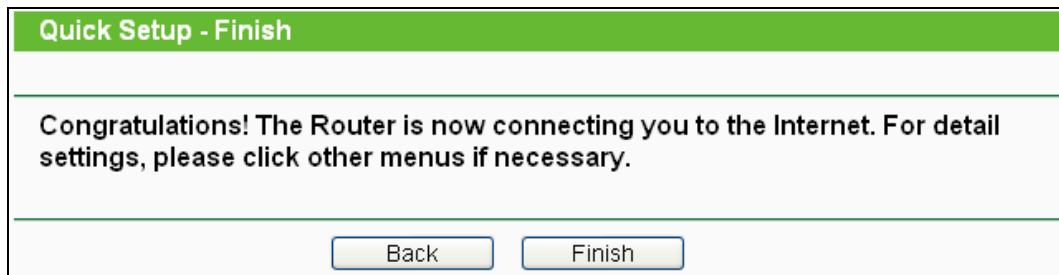 Quick Setup - Finish
Congratulations! The Router is now connecting you to the Internet. For detail
settings, please click other menus if necessary.
Back Finish